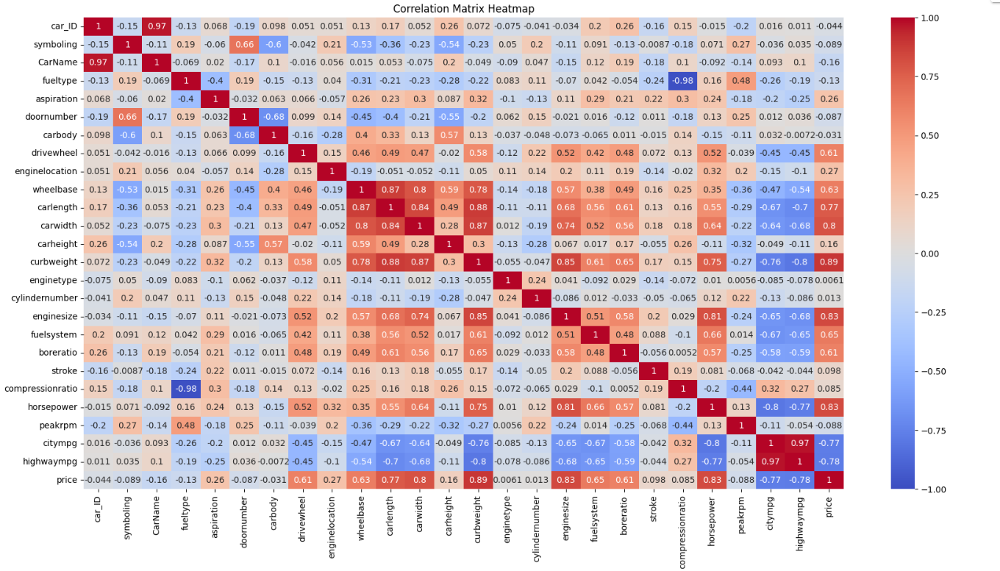 Correlation Matrix Heatmap
car_ID 1 -0.15 0.97 -0.13 0.068 -0.19 0.098 0.051 0.051 0.13 0.17 0.052 0.26 0.072 -0.075 -0.041 -0.034 0.2 0.26 -0.16 0.15 -0.015 -0.2 0.016 0.011 -0.044
symboling -0.15 1 -0.11 0.19 -0.06 0.66 -0.6 -0.042 0.21 -0.53 -0.36 -0.23 -0.54 -0.23 0.05 0.2 -0.11 0.091 -0.13 -0.0087 -0.18 0.071 0.27 -0.036 0.035 -0.089
CarName 0.97 -0.11 1 -0.069 0.02 -0.17 0.1 -0.016 0.056 0.015 0.053 -0.075 0.2 -0.049 -0.09 0.047 -0.15 0.12 0.19 -0.18 0.1 -0.092 -0.14 0.093 0.1 -0.16
fueltype -0.13 0.19 -0.069 1 -0.4 0.19 -0.15 -0.13 0.04 -0.31 -0.21 -0.23 -0.28 -0.22 0.083 0.11 -0.07 0.042 -0.054 -0.24 -0.98 0.16 0.48 -0.26 -0.19 -0.13
aspiration 0.068 -0.06 0.02 -0.4 1 -0.032 0.063 0.066 -0.057 0.26 0.23 0.3 0.087 0.32 -0.1 -0.13 0.11 0.29 0.21 0.22 0.3 0.24 -0.18 -0.2 -0.25 0.26
doornumber -0.19 0.66 -0.17 0.19 -0.032 1 -0.68 0.099 0.14 -0.45 -0.4 -0.21 -0.55 -0.2 0.062 0.15 -0.021 0.016 -0.12 0.011 -0.18 0.13 0.25 0.012 0.036 -0.087
carbody 0.098 -0.6 0.1 -0.15 0.063 -0.68 1 -0.16 -0.28 0.4 0.33 0.13 0.57 0.13 -0.037 -0.048 -0.073 -0.065 0.011 -0.015 0.14 -0.15 -0.11 0.032 -0.0072 -0.031
drivewheel 0.051 -0.042 -0.016 -0.13 0.066 0.099 -0.16 1 0.15 0.46 0.49 0.47 -0.02 0.58 -0.12 0.22 0.52 0.42 0.48 0.072 0.13 0.52 -0.039 -0.45 -0.45 0.61
enginelocation 0.051 0.21 0.056 0.04 -0.057 0.14 -0.28 0.15 1 -0.19 -0.051 -0.052 -0.11 0.05 0.11 0.14 0.2 0.11 0.19 -0.14 -0.02 0.32 0.2 -0.15 -0.1 0.27
wheelbase 0.13 -0.53 0.015 -0.31 0.26 -0.45 0.4 0.46 -0.19 1 0.87 0.8 0.59 0.78 -0.14 -0.18 0.57 0.38 0.49 0.16 0.25 0.35 -0.36 -0.47 -0.54 0.63
carlength 0.17 -0.36 0.053 -0.21 0.23 -0.4 0.33 0.49 -0.051 0.87 1 0.84 0.49 0.88 -0.11 -0.11 0.68 0.56 0.61 0.13 0.16 0.55 -0.29 -0.67 -0.7 0.77
carwidth 0.052 -0.23 -0.075 -0.23 0.3 -0.21 0.13 0.47 -0.052 0.8 0.84 1 0.28 0.87 0.012 -0.19 0.74 0.52 0.56 0.18 0.18 0.64 -0.22 -0.64 -0.68 0.8
carheight 0.26 -0.54 0.2 -0.28 0.087 -0.55 0.57 -0.02 -0.11 0.59 0.49 0.28 1 0.3 -0.13 -0.28 0.067 0.017 0.17 -0.055 0.26 -0.11 -0.32 -0.049 -0.11 0.16
curbweight 0.072 -0.23 -0.049 -0.22 0.32 -0.2 0.13 0.58 0.05 0.78 0.88 0.87 0.3 1 -0.055 -0.047 0.85 0.61 0.65 0.17 0.15 0.75 -0.27 -0.76 -0.8 0.89
enginetype -0.075 0.05 -0.09 0.083 -0.1 0.062 -0.037 -0.12 0.11 -0.14 -0.11 0.012 -0.13 -0.055 1 0.24 0.041 -0.092 0.029 -0.14 -0.072 0.01 0.0056 -0.085 -0.078 0.0061
cylindernumber -0.041 0.2 0.047 0.11 -0.13 0.15 -0.048 0.22 0.14 -0.18 -0.11 -0.19 -0.28 -0.047 0.24 1 -0.086 0.012 -0.033 -0.05 -0.065 0.12 0.22 -0.13 -0.086 0.013
enginesize -0.034 -0.11 -0.15 -0.07 0.11 -0.021 -0.073 0.52 0.2 0.57 0.68 0.74 0.067 0.85 0.041 -0.086 1 0.51 0.58 0.2 0.029 0.81 -0.24 -0.65 -0.68 0.83
fuelsystem 0.2 0.091 0.12 0.042 0.29 0.016 -0.065 0.42 0.11 0.38 0.56 0.52 0.017 0.61 -0.092 0.012 0.51 1 0.48 0.088 -0.1 0.66 0.014 -0.67 -0.65 0.65
boreratio 0.26 -0.13 0.19 -0.054 0.21 -0.12 0.011 0.48 0.19 0.49 0.61 0.56 0.17 0.65 0.029 -0.033 0.58 0.48 1 -0.056 0.0052 0.57 -0.25 -0.58 -0.59 0.61
stroke -0.16 -0.0087 -0.18 -0.24 0.22 0.011 -0.015 0.072 -0.14 0.16 0.13 0.18 -0.055 0.17 -0.14 -0.05 0.2 0.088 -0.056 1 0.19 0.081 -0.068 -0.042 -0.044 0.098
compressionratio 0.15 -0.18 0.1 -0.98 0.3 -0.18 0.14 0.13 -0.02 0.25 0.16 0.18 0.26 0.15 -0.072 -0.065 0.029 -0.1 0.0052 0.19 1 -0.2 -0.44 0.32 0.27 0.085
horsepower -0.015 0.071 -0.092 0.16 0.24 0.13 -0.15 0.52 0.32 0.35 0.55 0.64 -0.11 0.75 0.01 0.12 0.81 0.66 0.57 0.081 -0.2 1 0.13 -0.8 -0.77 0.83
peakrpm -0.2 0.27 -0.14 0.48 -0.18 0.25 -0.11 -0.039 0.2 -0.36 -0.29 -0.22 -0.32 -0.27 0.0056 0.22 -0.24 0.014 -0.25 -0.068 -0.44 0.13 1 -0.11 -0.054 -0.088
citympg 0.016 -0.036 0.093 -0.26 -0.2 0.012 0.032 -0.45 -0.15 -0.47 -0.67 -0.64 -0.049 -0.76 -0.085 -0.13 -0.65 -0.67 -0.58 -0.042 0.32 -0.8 -0.11 1 0.97 -0.77
highwaympg 0.011 0.035 0.1 -0.19 -0.25 0.036 -0.0072 -0.45 -0.1 -0.54 -0.7 -0.68 -0.11 -0.8 -0.078 -0.086 -0.68 -0.65 -0.59 -0.044 0.27 -0.77 -0.054 0.97 1 -0.78
price -0.044 -0.089 -0.16 -0.13 0.26 -0.087 -0.031 0.61 0.27 0.63 0.77 0.8 0.16 0.89 0.0061 0.013 0.83 0.65 0.61 0.098 0.085 0.83 -0.088 -0.77 -0.78 1
car_ID symboling CarName fueltype aspiration doornumber carbody drivewheel enginelocation wheelbase carlength carwidth carheight curbweight enginetype cylindernumber enginesize fuelsystem boreratio stroke compressionratio horsepower peakrpm citympg highwaympg price
1.00
0.75
0.50
0.25
0.00
−0.25
−0.50
−0.75
−1.00